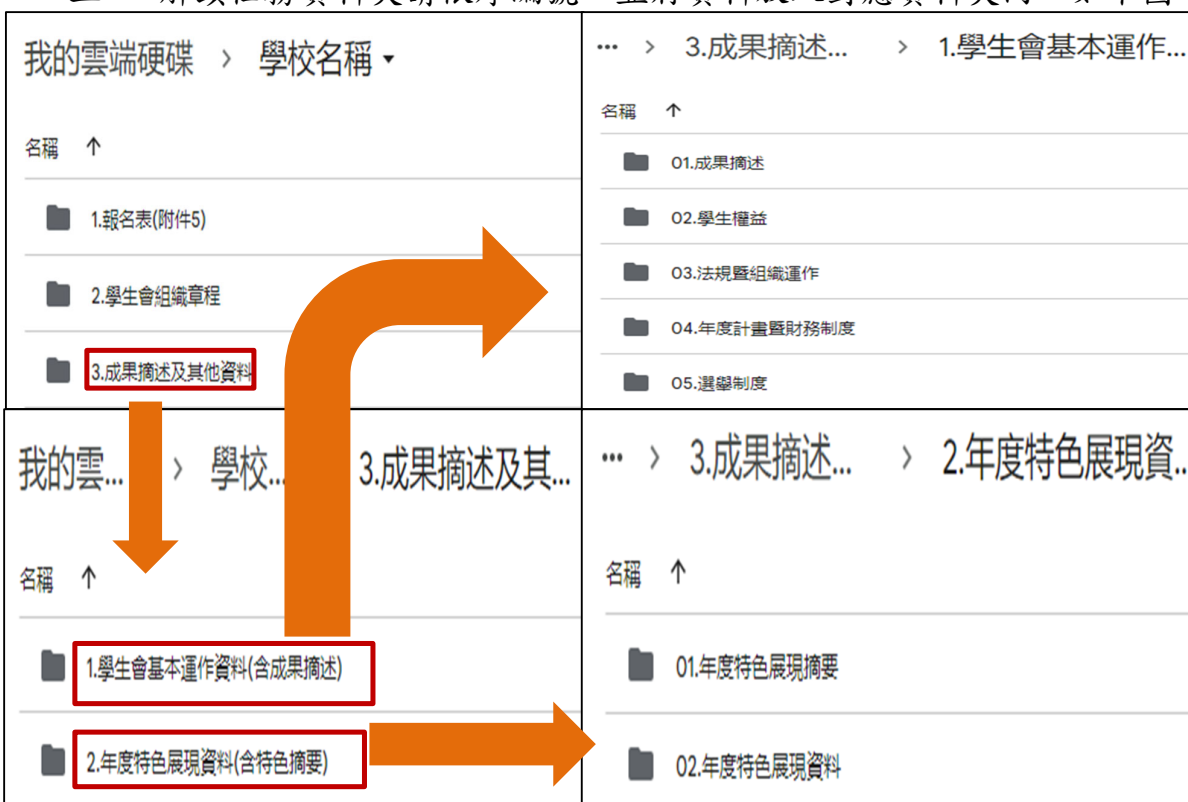 我的雲端硬碟 › 學校名稱
名稱 ↑
1.報名表(附件5)
2.學生會組織章程
3.成果摘述及其他資料
... › 3.成果摘述... › 1.學生會基本運作...
名稱 ↑
01.成果摘述
02.學生權益
03.法規暨組織運作
04.年度計畫暨財務制度
05.選舉制度
我的雲... › 學校... 3.成果摘述及其...
名稱 ↑
1.學生會基本運作資料(含成果摘述)
2.年度特色展現資料(含特色摘要)
... › 3.成果摘述... › 2.年度特色展現資...
名稱 ↑
01.年度特色展現摘要
02.年度特色展現資料